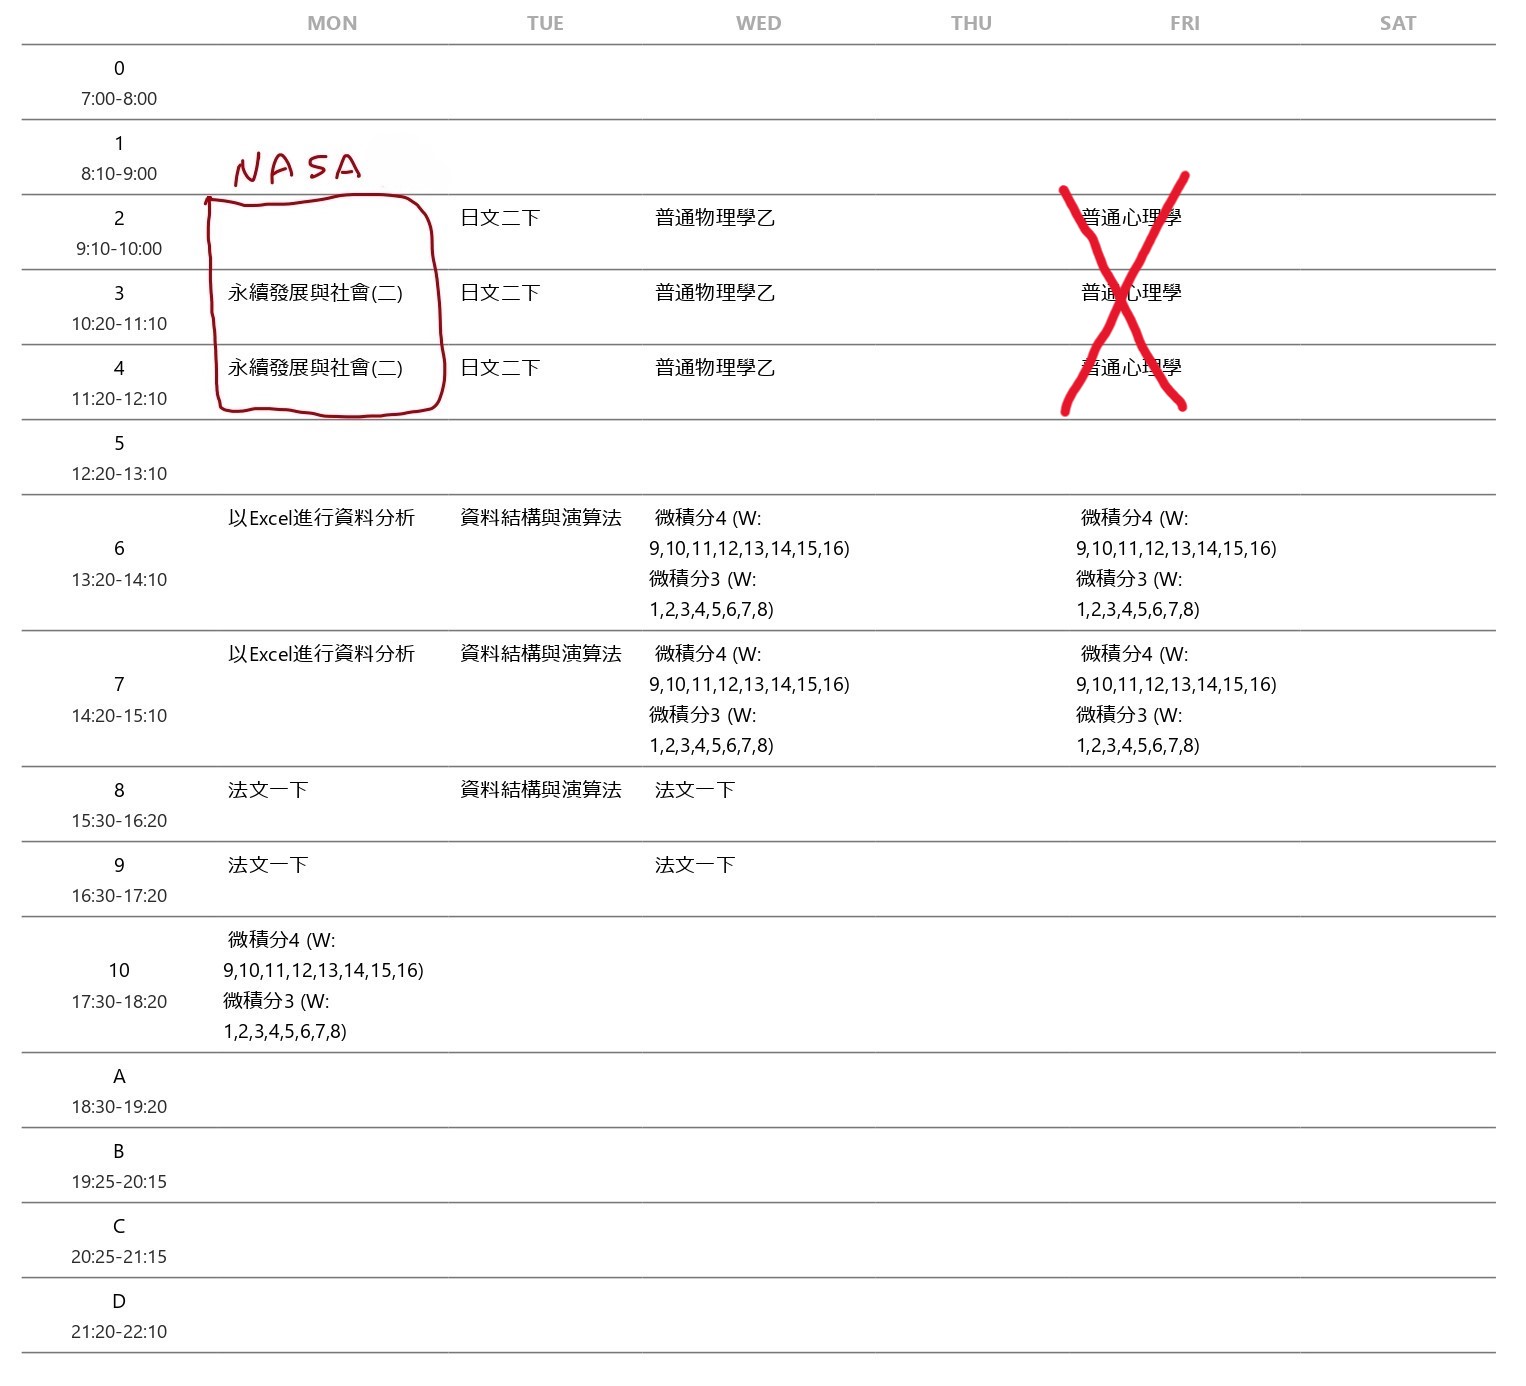 MON TUE WED THU FRI SAT
0
7:00-8:00
1
8:10-9:00
NASA
2 日文二下 普通物理學乙 普通心理學
9:10-10:00
3 永續發展與社會(二) 日文二下 普通物理學乙 普通心理學
10:20-11:10
4 永續發展與社會(二) 日文二下 普通物理學乙 普通心理學
11:20-12:10
5
12:20-13:10
以Excel進行資料分析 資料結構與演算法 微積分4 (W: 微積分4 (W:
6 9,10,11,12,13,14,15,16) 9,10,11,12,13,14,15,16)
13:20-14:10 微積分3 (W: 微積分3 (W:
1,2,3,4,5,6,7,8) 1,2,3,4,5,6,7,8)
以Excel進行資料分析 資料結構與演算法 微積分4 (W: 微積分4 (W:
7 9,10,11,12,13,14,15,16) 9,10,11,12,13,14,15,16)
14:20-15:10 微積分3 (W: 微積分3 (W:
1,2,3,4,5,6,7,8) 1,2,3,4,5,6,7,8)
8 法文一下 資料結構與演算法 法文一下
15:30-16:20
9 法文一下 法文一下
16:30-17:20
微積分4 (W:
10 9,10,11,12,13,14,15,16)
17:30-18:20 微積分3 (W:
1,2,3,4,5,6,7,8)
A
18:30-19:20
B
19:25-20:15
C
20:25-21:15
D
21:20-22:10